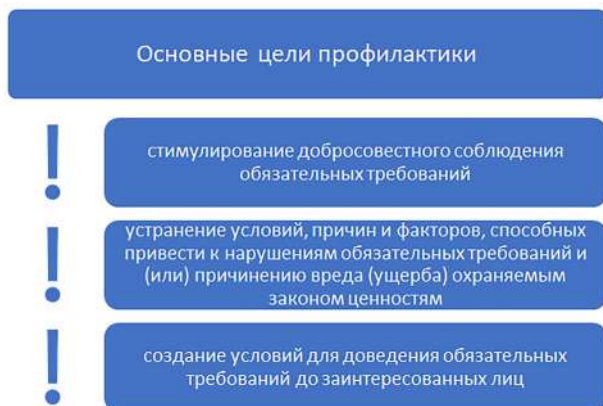 Основные цели профилактики
!
стимулирование добросовестного соблюдения
обязательных требований
!
устранение условий, причин и факторов, способных
привести к нарушениям обязательных требований и
(или) причинению вреда (ущерба) охраняемым
законом ценностям
!
создание условий для доведения обязательных
требований до заинтересованных лиц